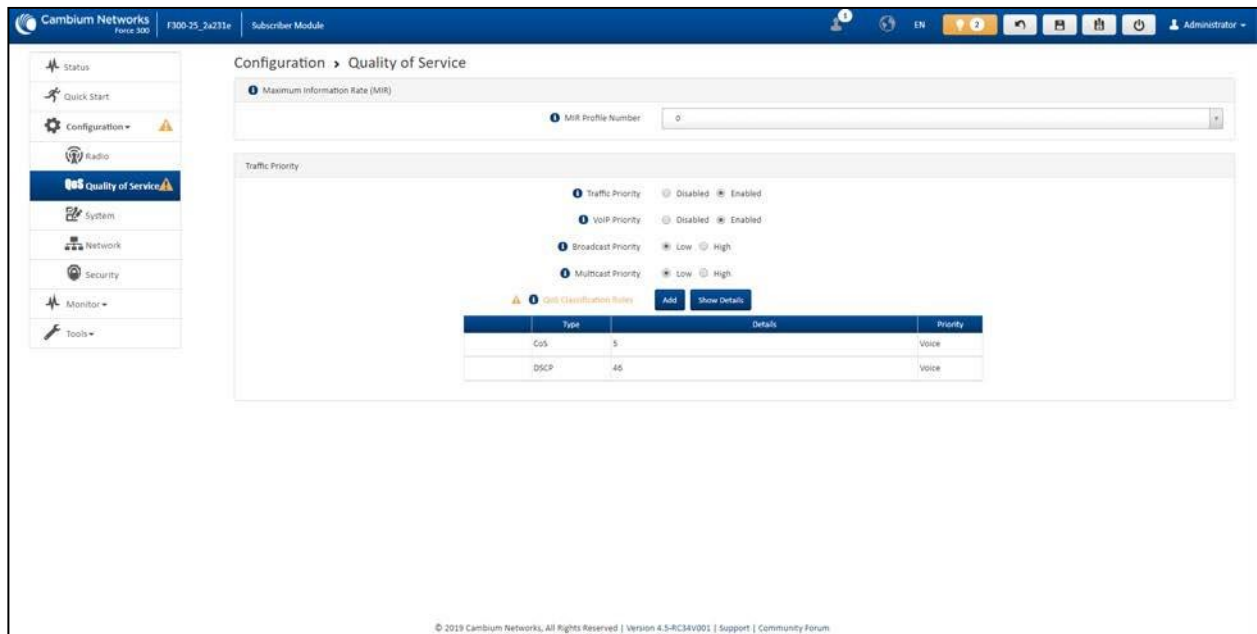 Cambium Networks
Force 300
F300-25_2a231e
Subscriber Module
1
EN
2
Administrator
Status
Quick Start
Configuration
Radio
QoS Quality of Service
System
Network
Security
Monitor
Tools
Configuration › Quality of Service
Maximum Information Rate (MIR)
MIR Profile Number 0
Traffic Priority
Traffic Priority Disabled Enabled
VoIP Priority Disabled Enabled
Broadcast Priority Low High
Multicast Priority Low High
QoS Classification Rules Add Show Details
Type Details Priority
CoS 5 Voice
DSCP 46 Voice
© 2019 Cambium Networks, All Rights Reserved | Version 4.5-RC34V001 | Support | Community Forum